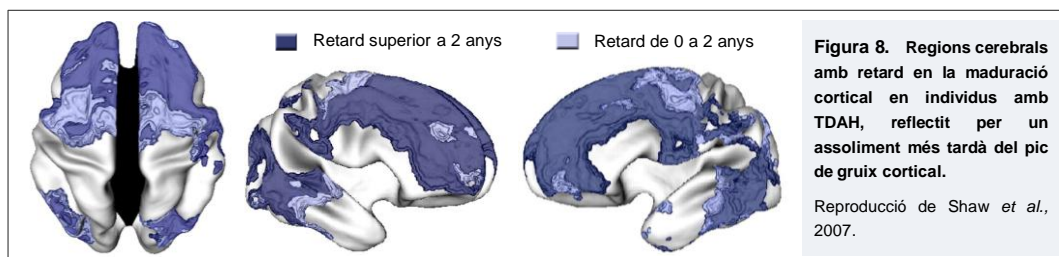 Retard superior a 2 anys
Retard de 0 a 2 anys
Figura 8. Regions cerebrals
amb retard en la maduració
cortical en individus amb
TDAH, reflectit per un
assoliment més tardà del pic
de gruix cortical.
Reproducció de Shaw et al.,
2007.